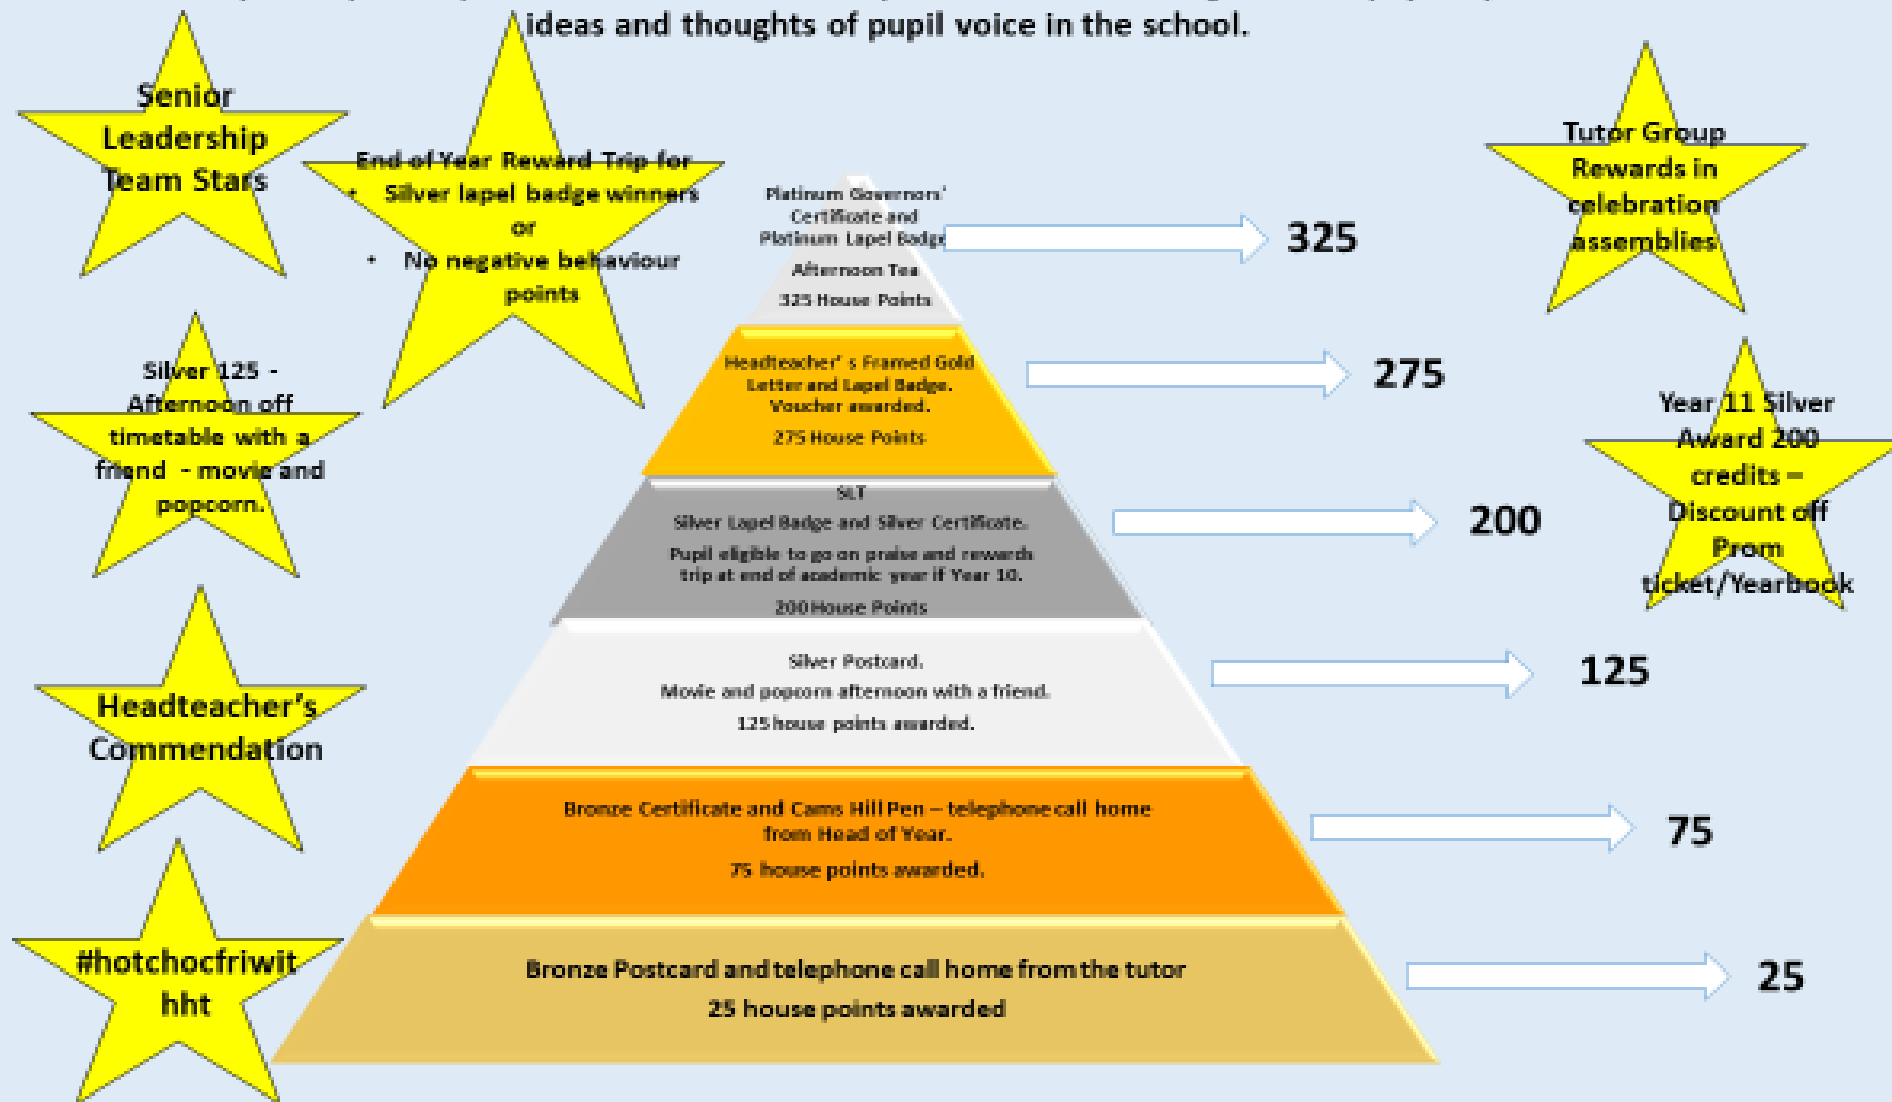 ideas and thoughts of pupil voice in the school.
Senior
Leadership
Team Stars
End of Year Reward Trip for
• Silver lapel badge winners
or
• No negative behaviour
points
Tutor Group
Rewards in
celebration
assemblies
Platinum Governors'
Certificate and
Platinum Lapel Badge
Afternoon Tea
325 House Points
325
Silver 125 -
Afternoon off
timetable with a
friend - movie and
popcorn.
Headteacher' s Framed Gold
Letter and Lapel Badge.
Voucher awarded.
275 House Points
275
Year 11 Silver
Award 200
credits –
Discount off
Prom
ticket/Yearbook
SLT
Silver Lapel Badge and Silver Certificate.
Pupil eligible to go on praise and rewards
trip at end of academic year if Year 10.
200 House Points
200
Headteacher's
Commendation
Silver Postcard.
Movie and popcorn afternoon with a friend.
125 house points awarded.
125
Bronze Certificate and Cams Hill Pen – telephone call home
from Head of Year.
75 house points awarded.
75
#hotchocfriwit
hht
Bronze Postcard and telephone call home from the tutor
25 house points awarded
25